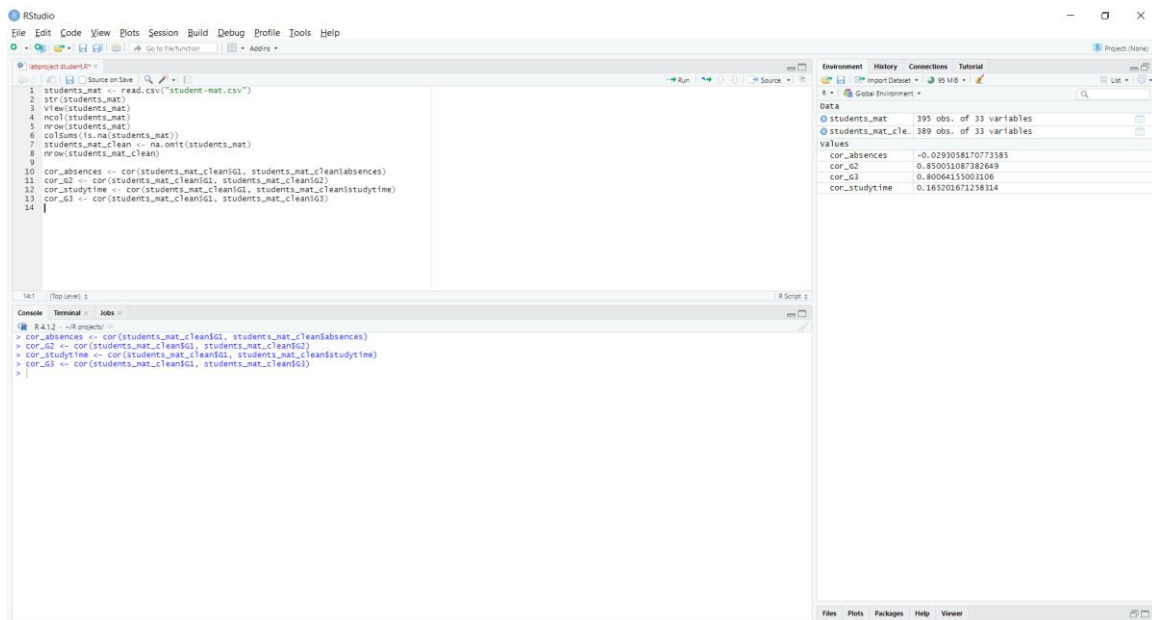 RStudio
File Edit Code View Plots Session Build Debug Profile Tools Help
Go to file/function Addins
Project: (None)
labproject student.R*
Source on Save Run Source
1 students_mat <- read.csv("student-mat.csv")
2 str(students_mat)
3 View(students_mat)
4 ncol(students_mat)
5 nrow(students_mat)
6 colSums(is.na(students_mat))
7 students_mat_clean <- na.omit(students_mat)
8 nrow(students_mat_clean)
9
10 cor_absences <- cor(students_mat_clean$G1, students_mat_clean$absences)
11 cor_G2 <- cor(students_mat_clean$G1, students_mat_clean$G2)
12 cor_studytime <- cor(students_mat_clean$G1, students_mat_clean$studytime)
13 cor_G3 <- cor(students_mat_clean$G1, students_mat_clean$G3)
14
14:1 (Top Level) R Script
Console Terminal Jobs
R 4.1.2 · ~/R projects/
> cor_absences <- cor(students_mat_clean$G1, students_mat_clean$absences)
> cor_G2 <- cor(students_mat_clean$G1, students_mat_clean$G2)
> cor_studytime <- cor(students_mat_clean$G1, students_mat_clean$studytime)
> cor_G3 <- cor(students_mat_clean$G1, students_mat_clean$G3)
>
Environment History Connections Tutorial
Import Dataset 95 MiB List
R Global Environment
Data
students_mat 395 obs. of 33 variables
students_mat_cle… 389 obs. of 33 variables
Values
cor_absences -0.0293058170773585
cor_G2 0.850051087382649
cor_G3 0.80064155003106
cor_studytime 0.165201671258314
Files Plots Packages Help Viewer